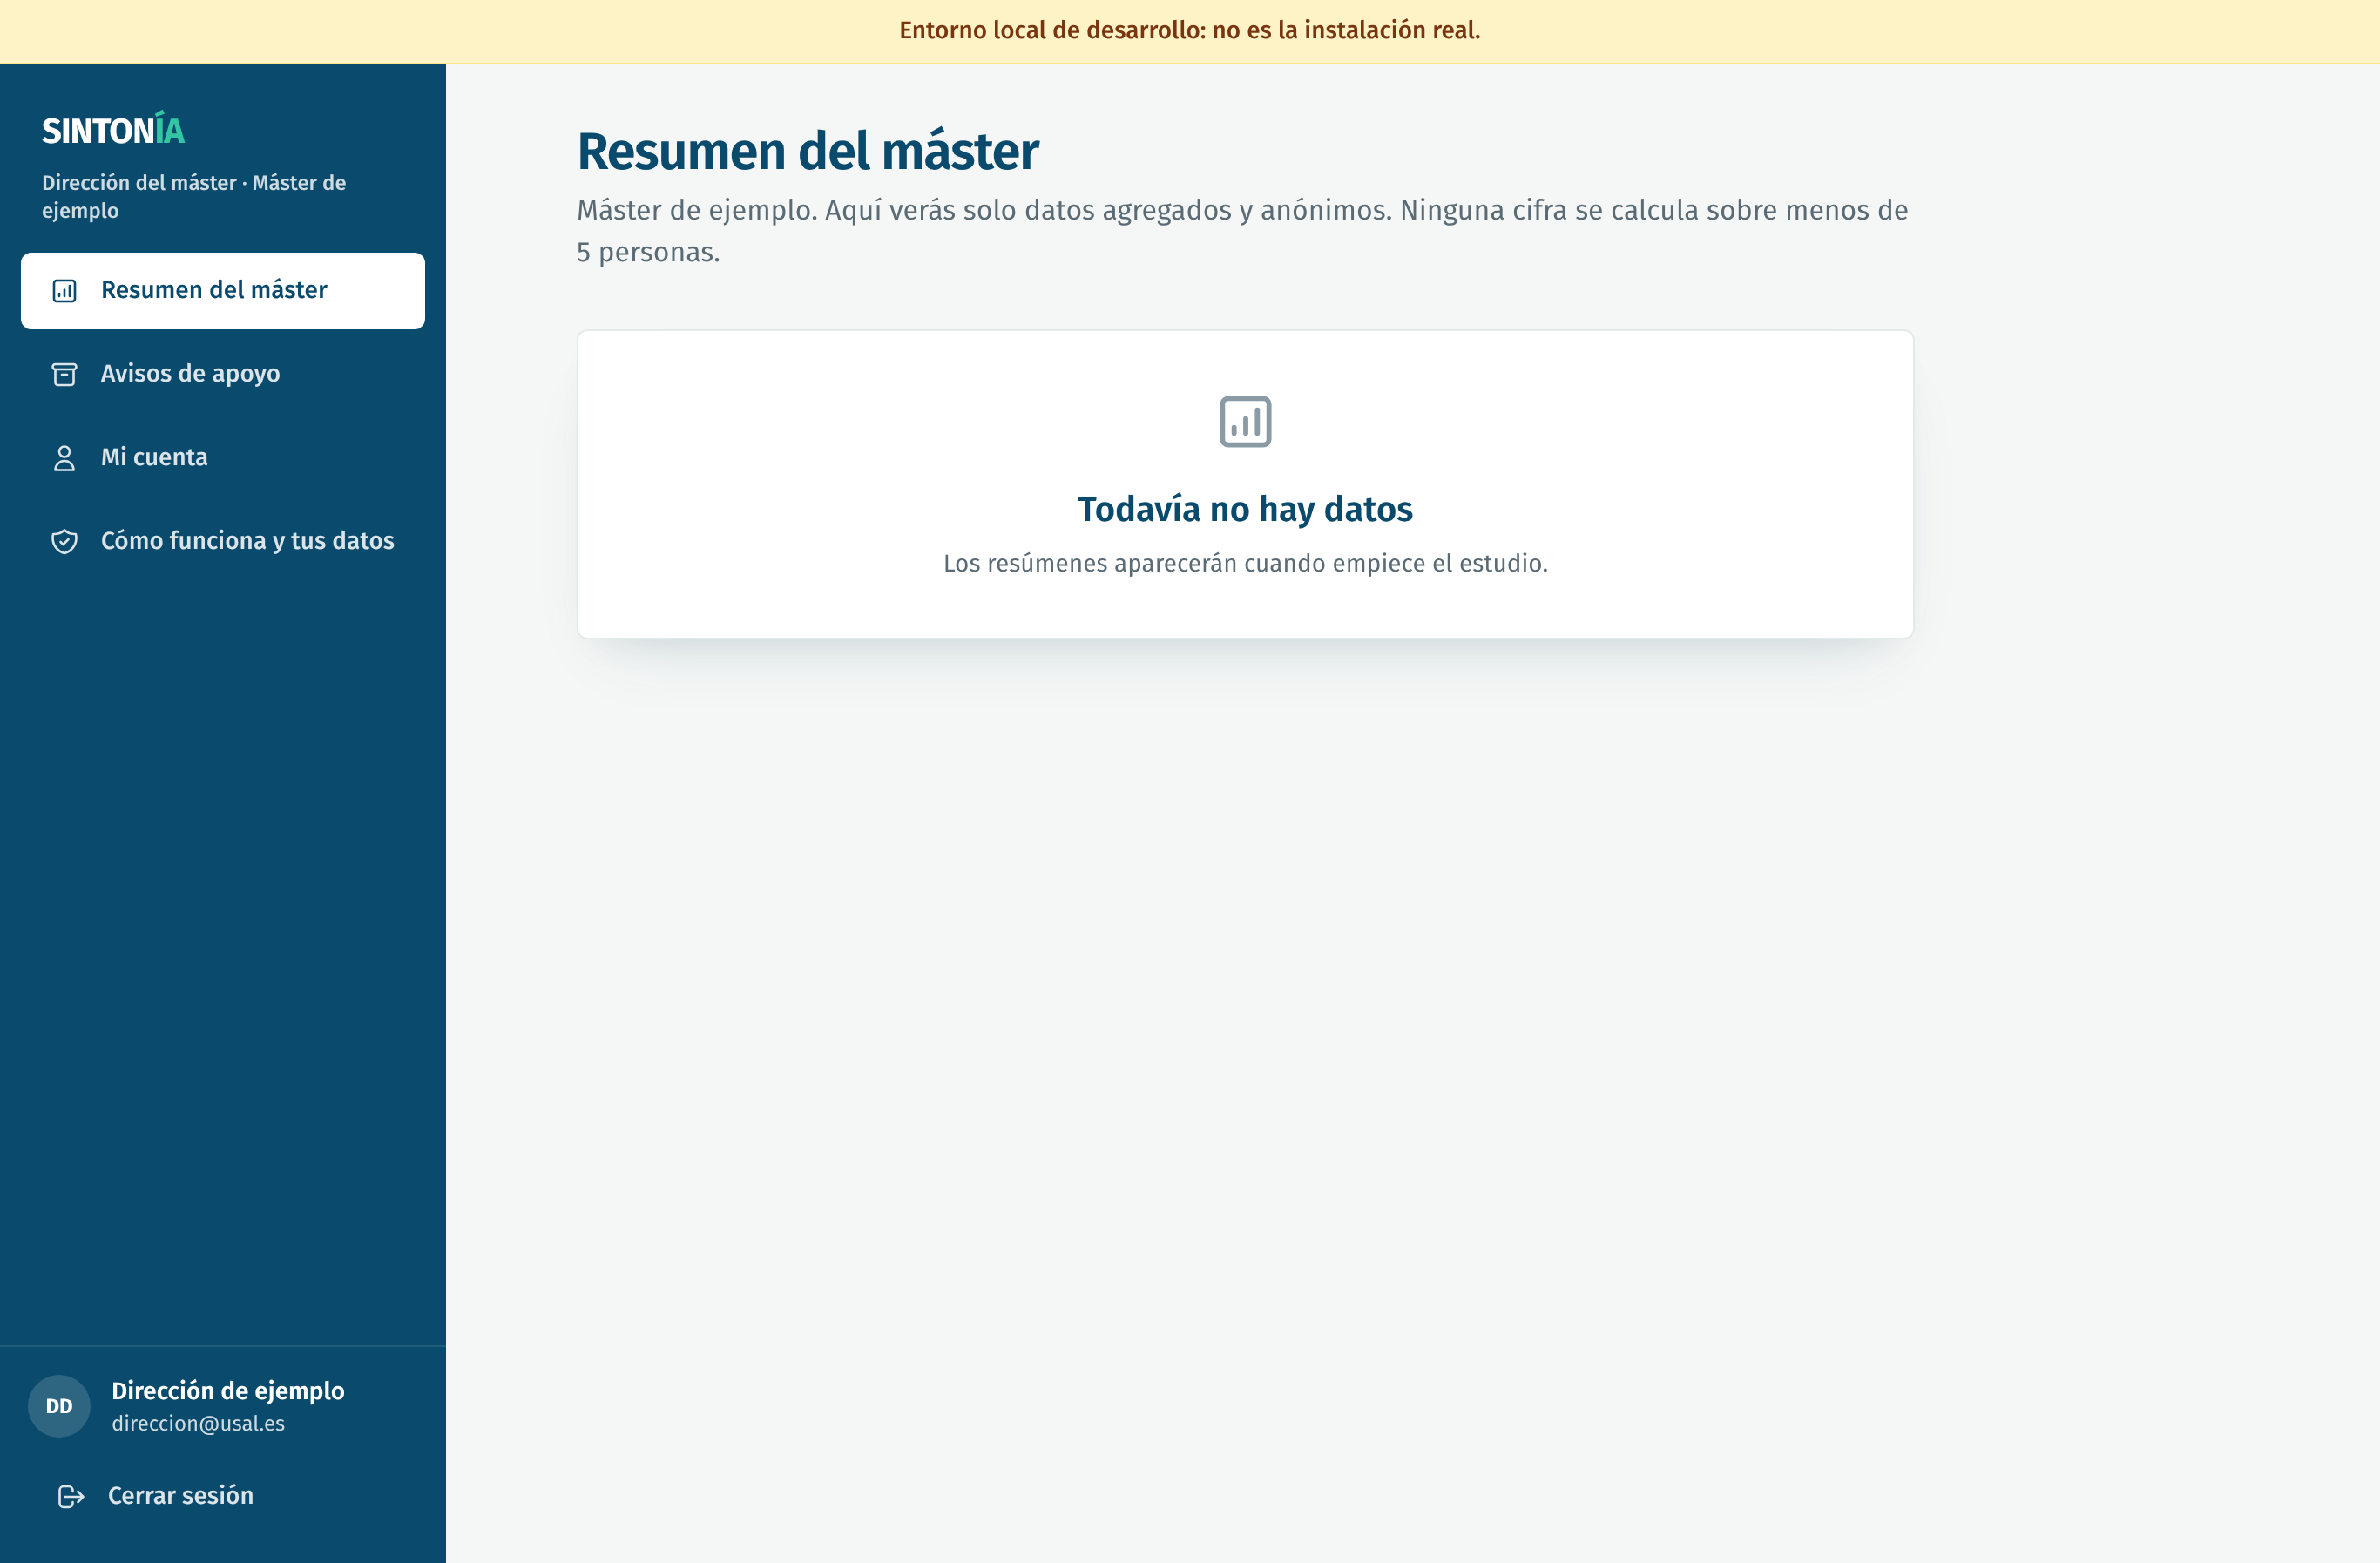 Entorno local de desarrollo: no es la instalación real.
SINTONÍA
Dirección del máster · Máster de
ejemplo
Resumen del máster
Avisos de apoyo
Mi cuenta
Cómo funciona y tus datos
Dirección de ejemplo
DD
direccion@usal.es
Cerrar sesión
Resumen del máster
Máster de ejemplo. Aquí verás solo datos agregados y anónimos. Ninguna cifra se calcula sobre menos de
5 personas.
Todavía no hay datos
Los resúmenes aparecerán cuando empiece el estudio.